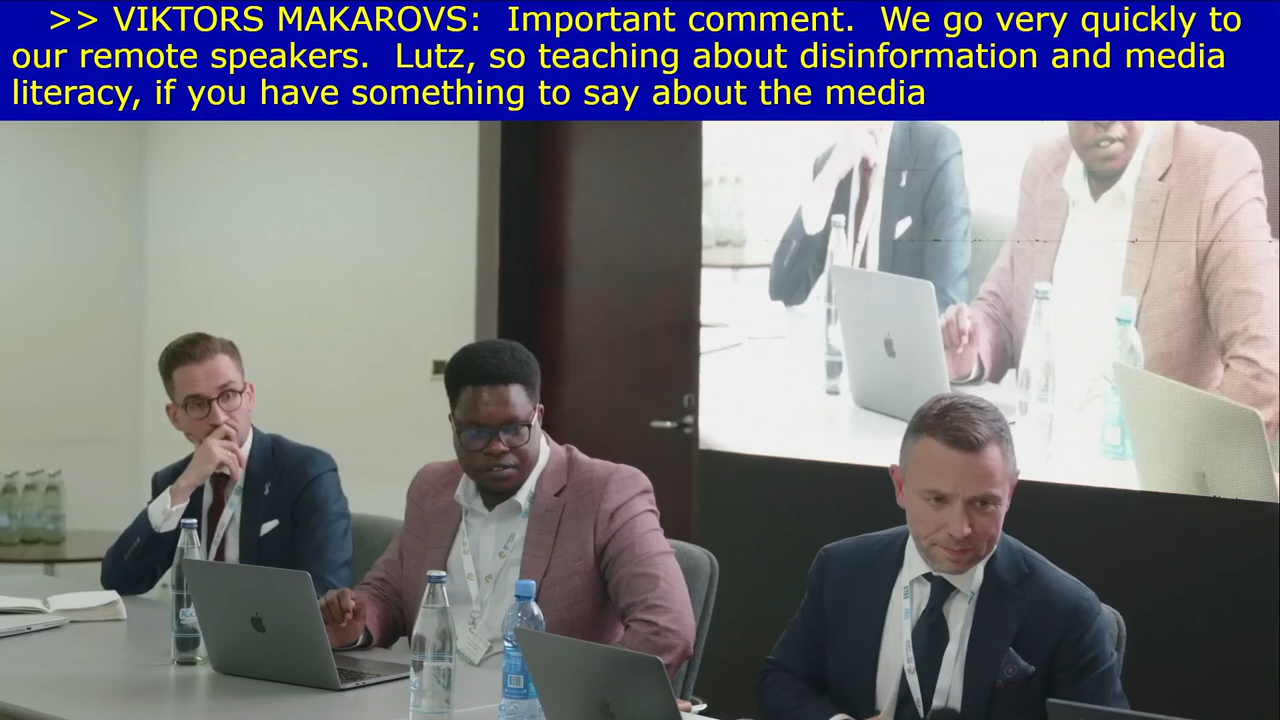 >> VIKTORS MAKAROVS:  Important comment.  We go very quickly to
our remote speakers.  Lutz, so teaching about disinformation and media
literacy, if you have something to say about the media